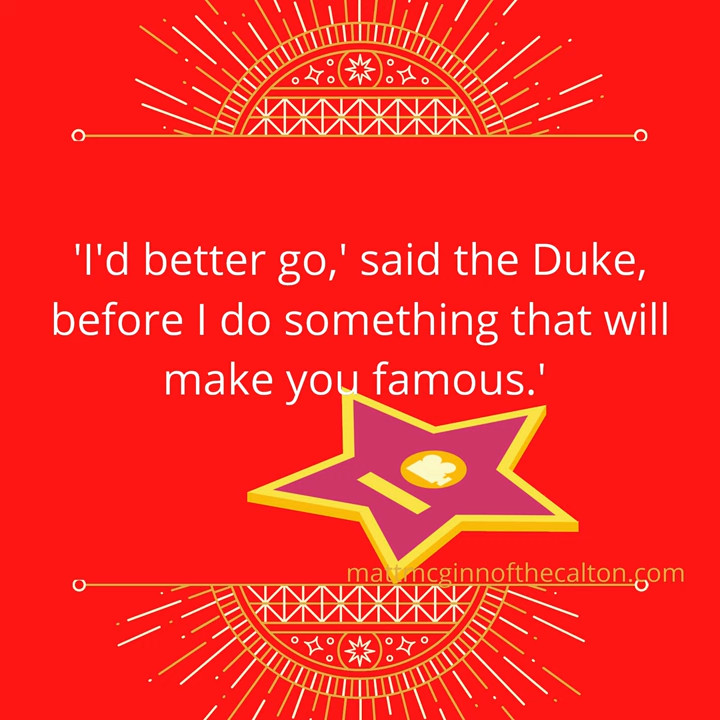 'I'd better go,' said the Duke,
before I do something that will
make you famous.'
mattmcginnofthecalton.com